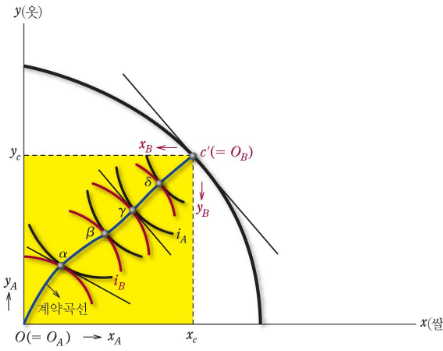 y(옷)
x_B ← c′(= O_B)
y_c
δ
↓ y_B
γ
β
i_A
α
y_A ↑
i_B
계약곡선
O(= O_A) → x_A
x_c
x(쌀